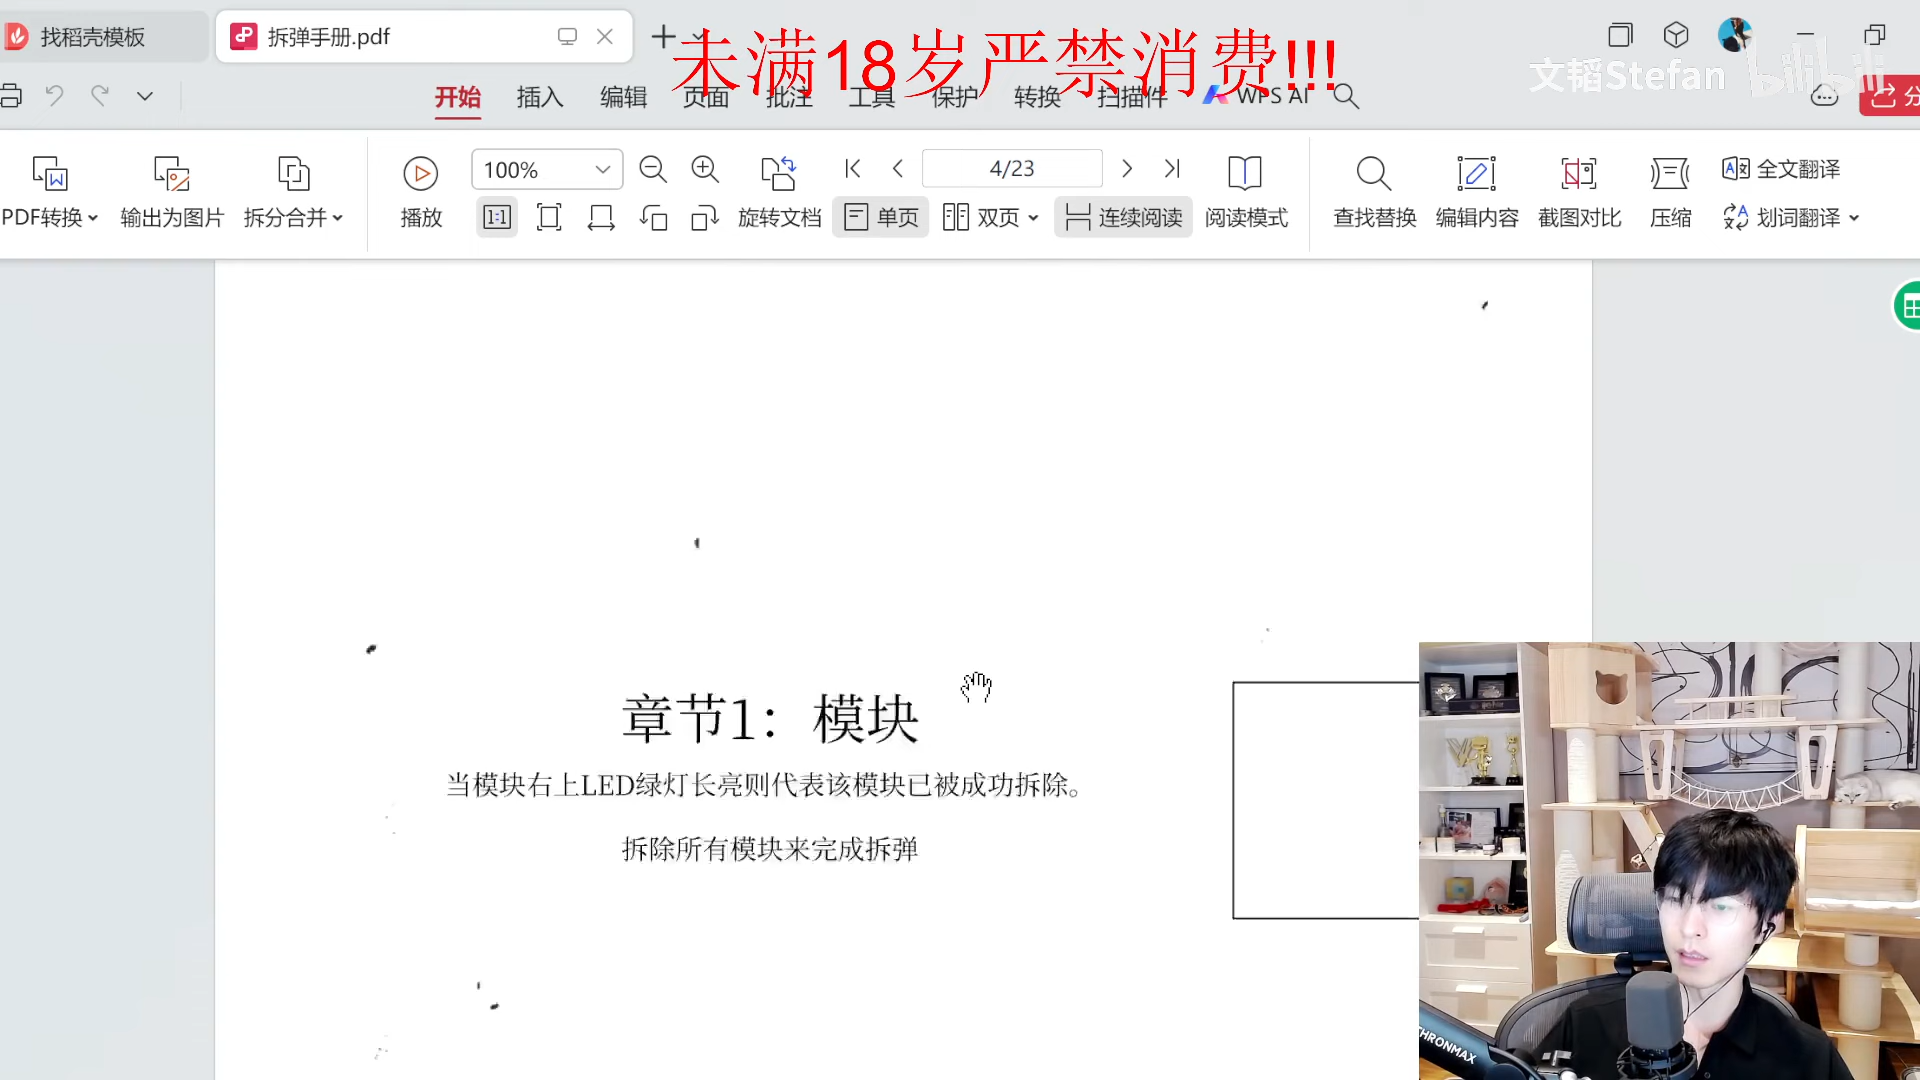 找稻壳模板
拆弹手册.pdf
未满18岁严禁消费!!!
文韬Stefan
bilibili
开始 插入 编辑 页面 批注 工具 保护 转换 扫描件 WPS AI
分
100%
4/23
全文翻译
PDF转换 输出为图片 拆分合并 播放 旋转文档 单页 双页 连续阅读 阅读模式 查找替换 编辑内容 截图对比 压缩 划词翻译
章节1：模块
当模块右上LED绿灯长亮则代表该模块已被成功拆除。
拆除所有模块来完成拆弹
CHRONMAX